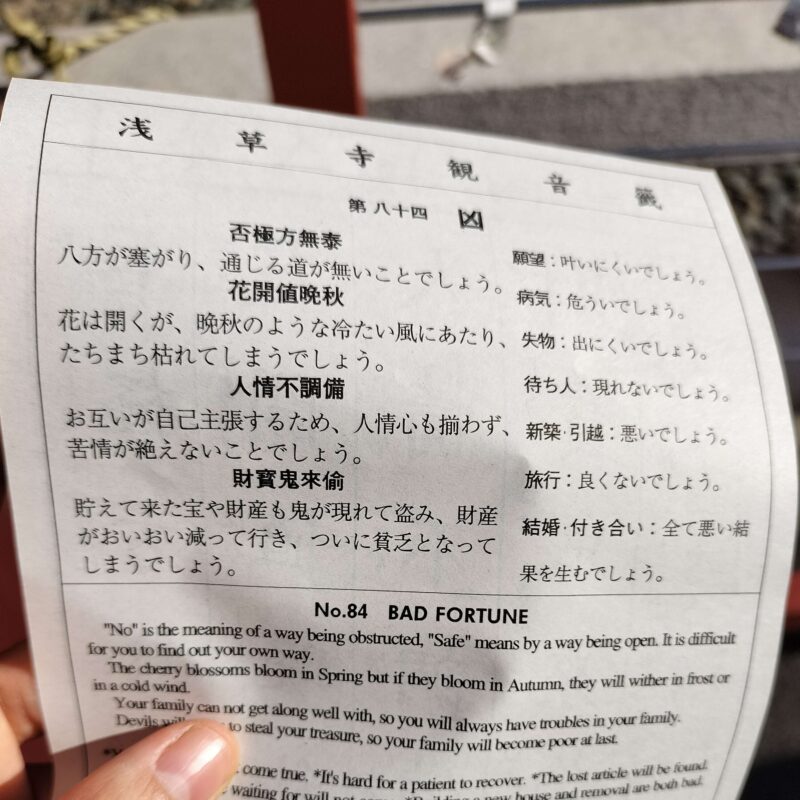 浅草寺観音籤
第八十四 凶
否極方無泰
八方が塞がり、通じる道が無いことでしょう。
花開値晩秋
花は開くが、晩秋のような冷たい風にあたり、
たちまち枯れてしまうでしょう。
人情不調備
お互いが自己主張するため、人情心も揃わず、
苦情が絶えないことでしょう。
財寳鬼來偷
貯えて来た宝や財産も鬼が現れて盗み、財産
がおいおい減って行き、ついに貧乏となって
しまうでしょう。
願望：叶いにくいでしょう。
病気：危ういでしょう。
失物：出にくいでしょう。
待ち人：現れないでしょう。
新築·引越：悪いでしょう。
旅行：良くないでしょう。
結婚·付き合い：全て悪い結
果を生むでしょう。
No.84 BAD FORTUNE
"No" is the meaning of a way being obstructed, "Safe" means by a way being open. It is difficult
for you to find out your own way.
The cherry blossoms bloom in Spring but if they bloom in Autumn, they will wither in frost or
in a cold wind.
Your family can not get along well with, so you will always have troubles in your family.
Devils to steal your treasure, so your family will become poor at last.
come true. *It's hard for a patient to recover. *The lost article will be found.
waiting for will not new house and removal are both bad.